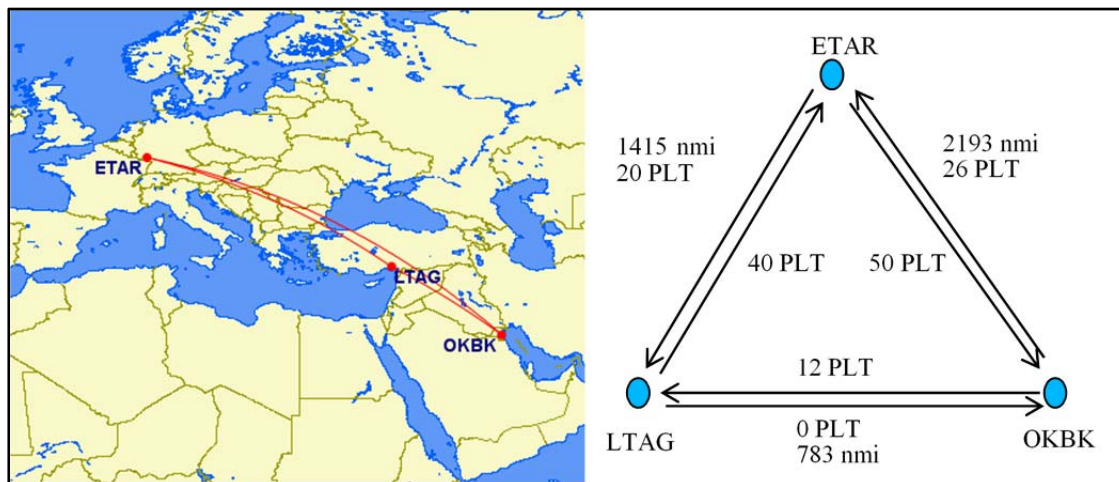 ETAR
LTAG
OKBK
ETAR
1415 nmi
20 PLT
2193 nmi
26 PLT
40 PLT
50 PLT
12 PLT
LTAG
0 PLT
783 nmi
OKBK